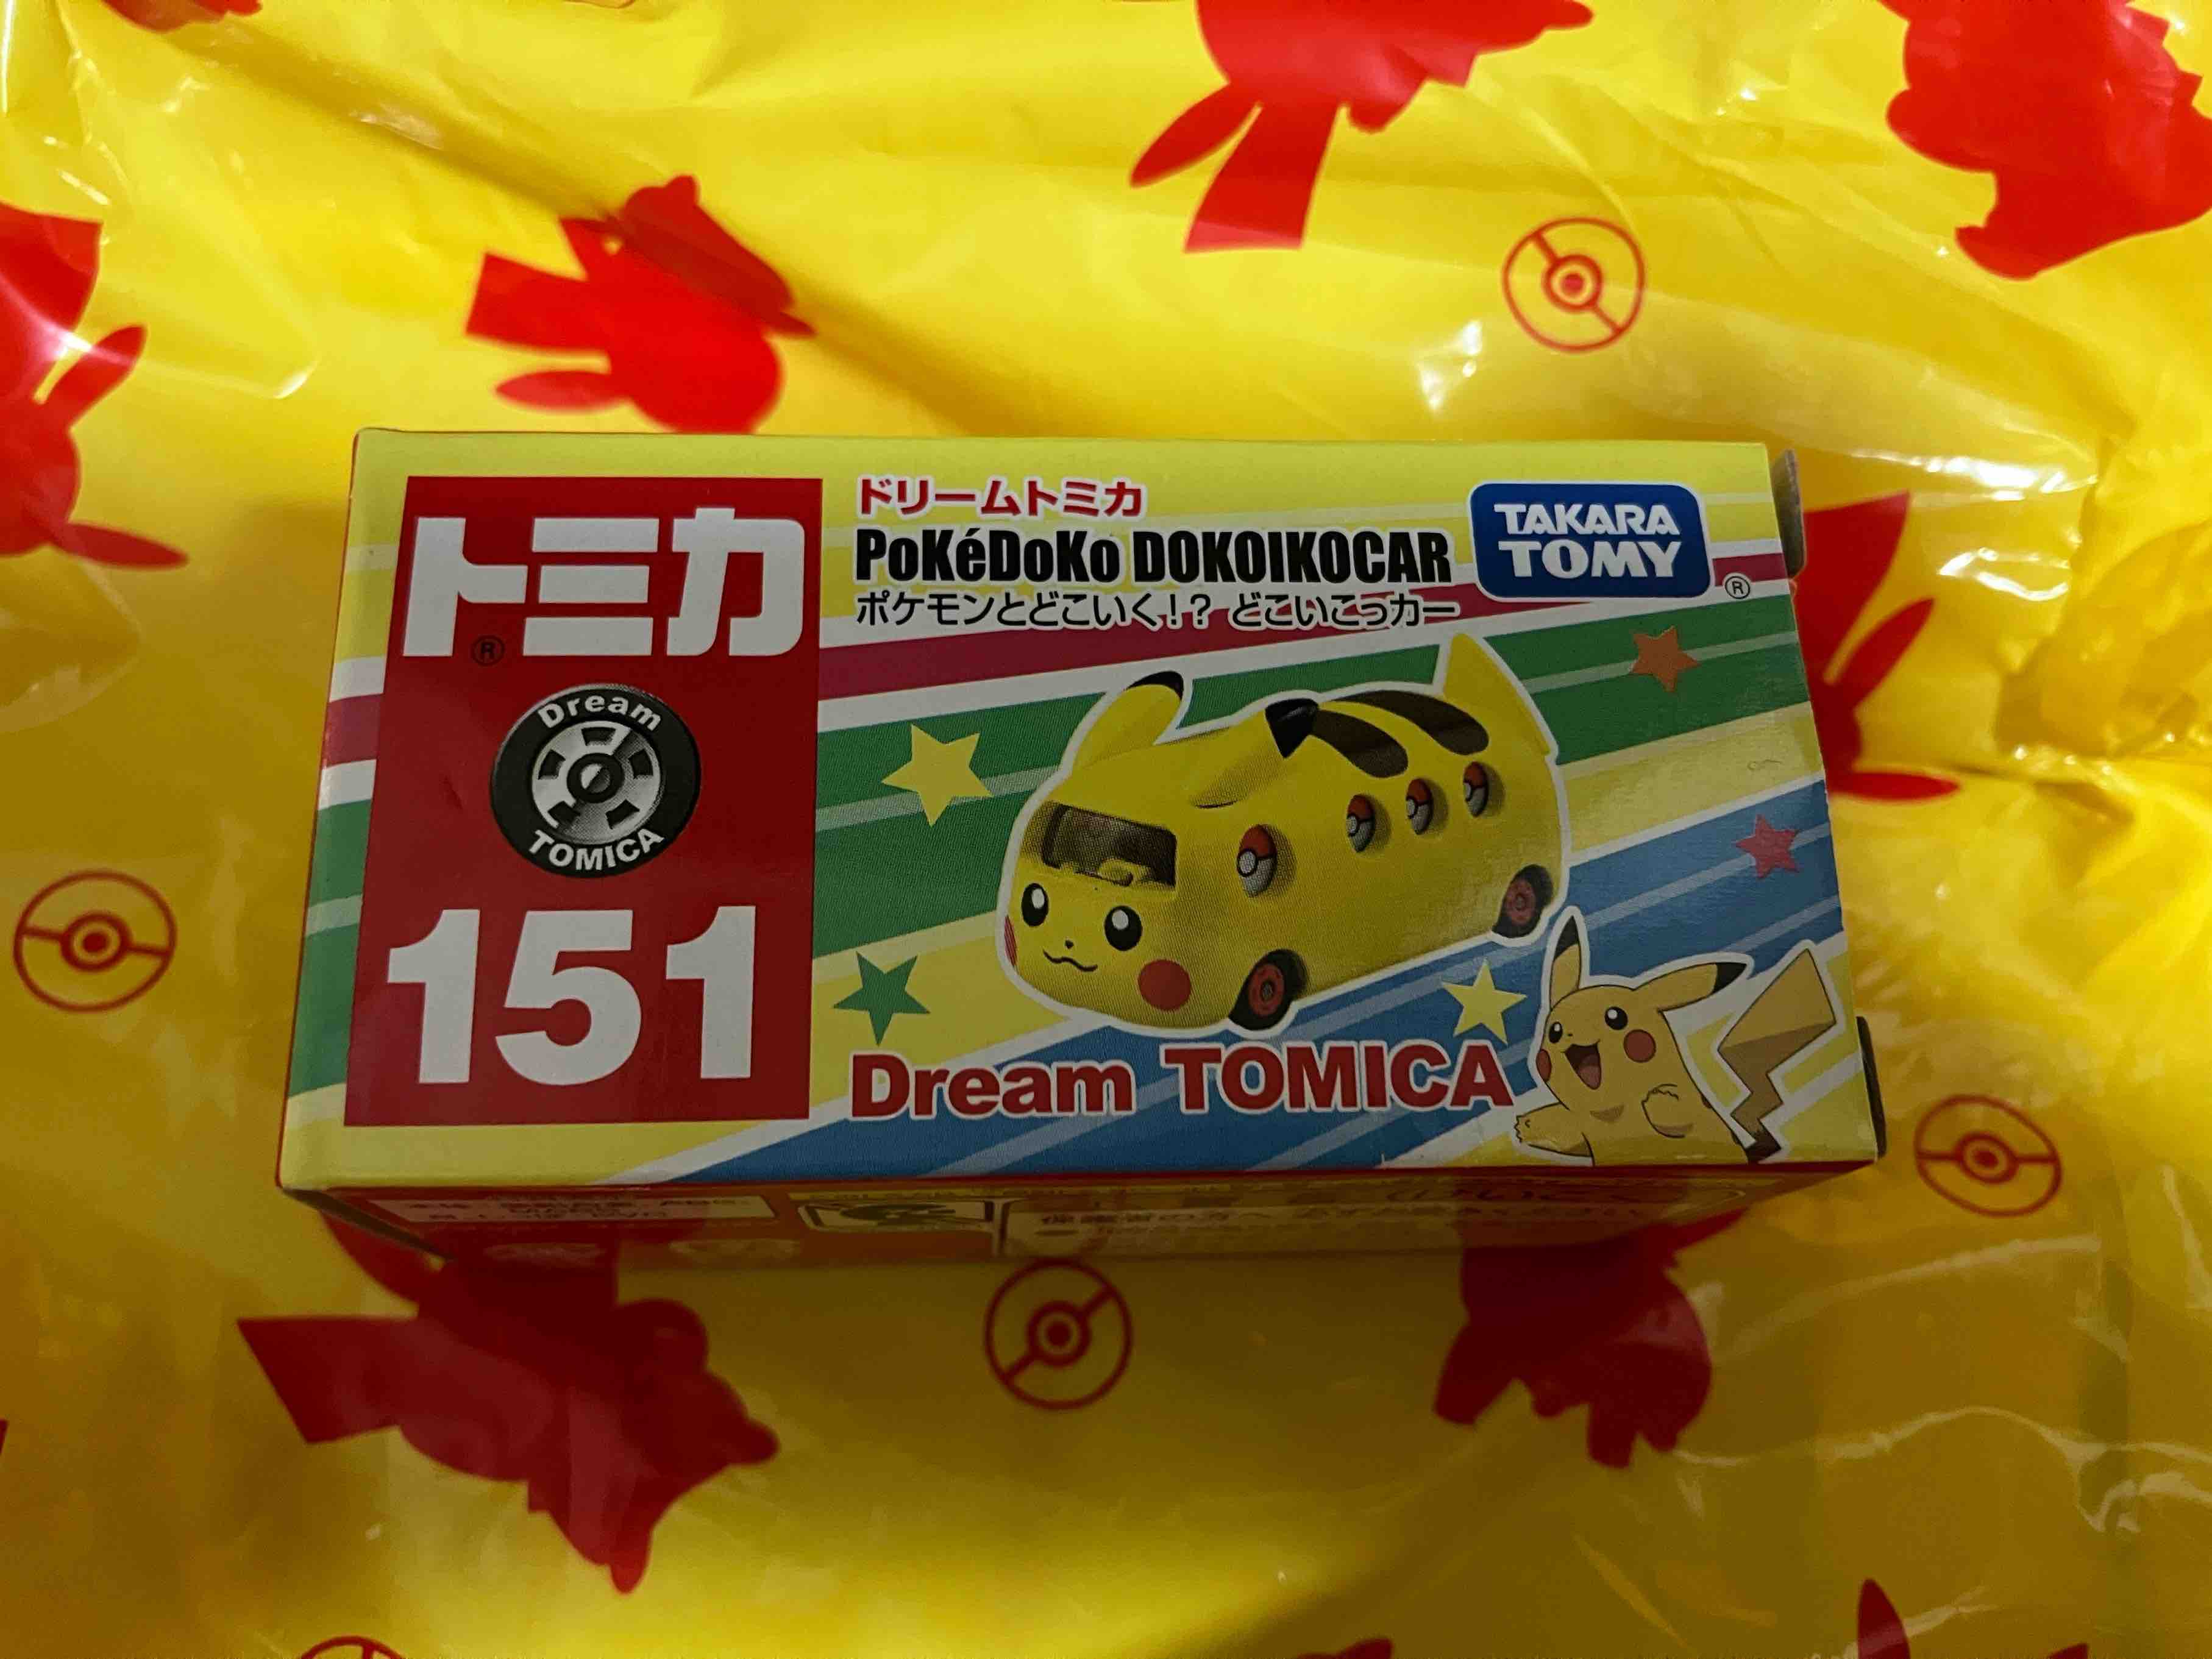 トミカ
®
Dream
TOMICA
151
ドリームトミカ
PoKéDoKo DOKOIKOCAR
ポケモンとどこいく!? どこいこっカー
TAKARA
TOMY
®
Dream TOMICA